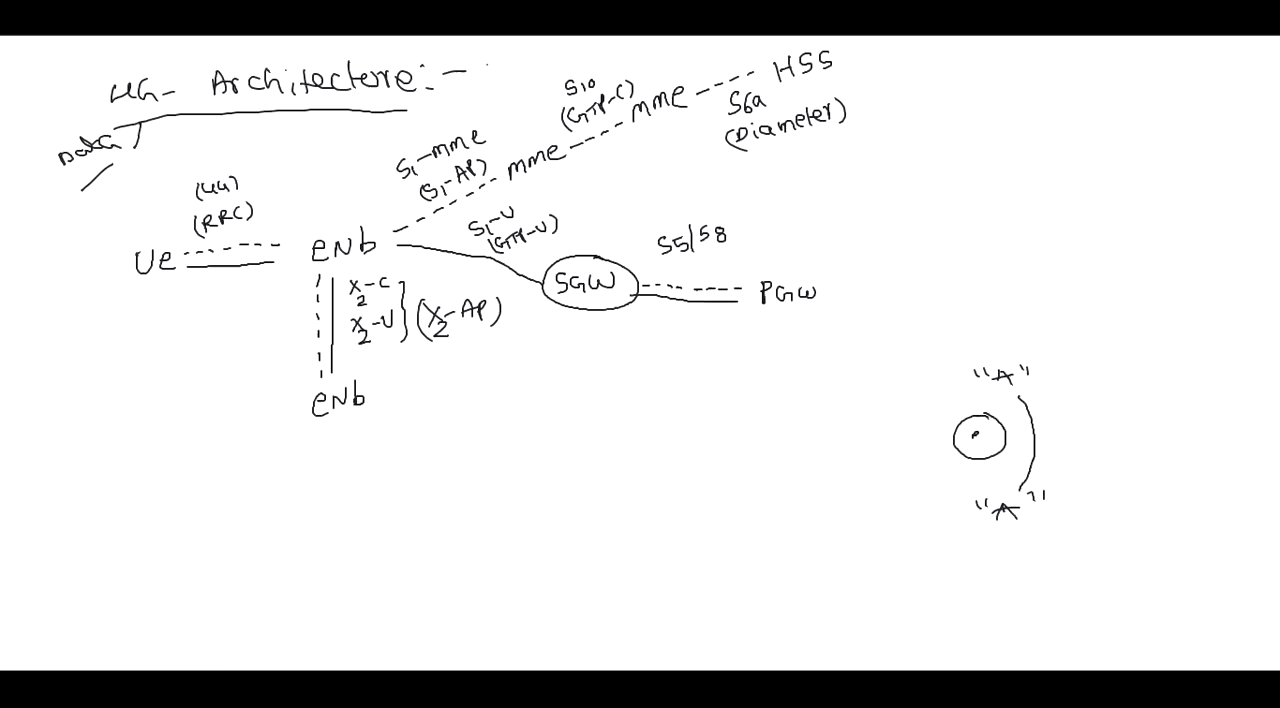 4G- Architecture:-
Data
HSS
S10
(GTP-C)
mme
S6a
(Diameter)
S1-mme
(S1-AP)
mme
(4G)
(RRC)
Ue
eNb
S1-U
(GTP-U)
SGW
S5/S8
PGW
X2-C
X2-U
(X2-AP)
eNb
"A"
"A"